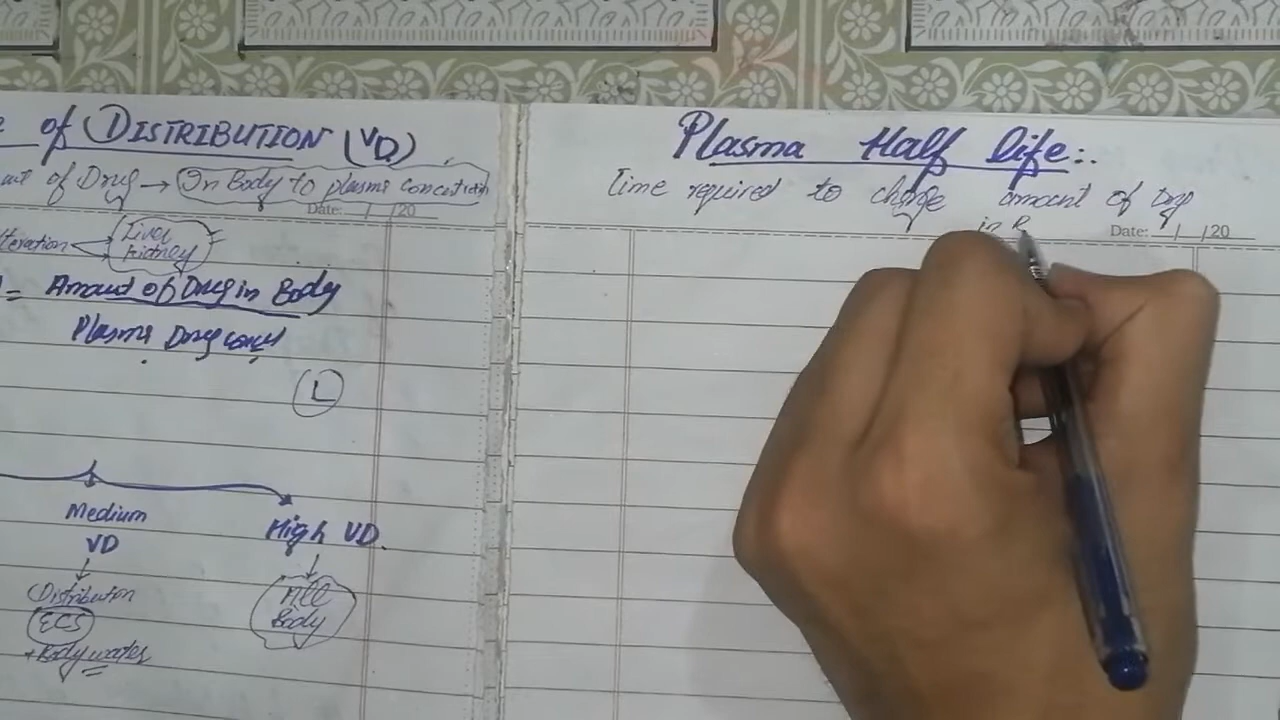 of DISTRIBUTION (VD)
of Drug → In Body to plasma concentration
Date: / /20
Liver
Kidney
= Amount of Drug in Body
Plasma Drug conc
L
Medium
VD
High VD.
Distribution
ECS
+ Body water
All
Body
Plasma Half life:.
Time required to change amount of Drug
in P
Date: / /20